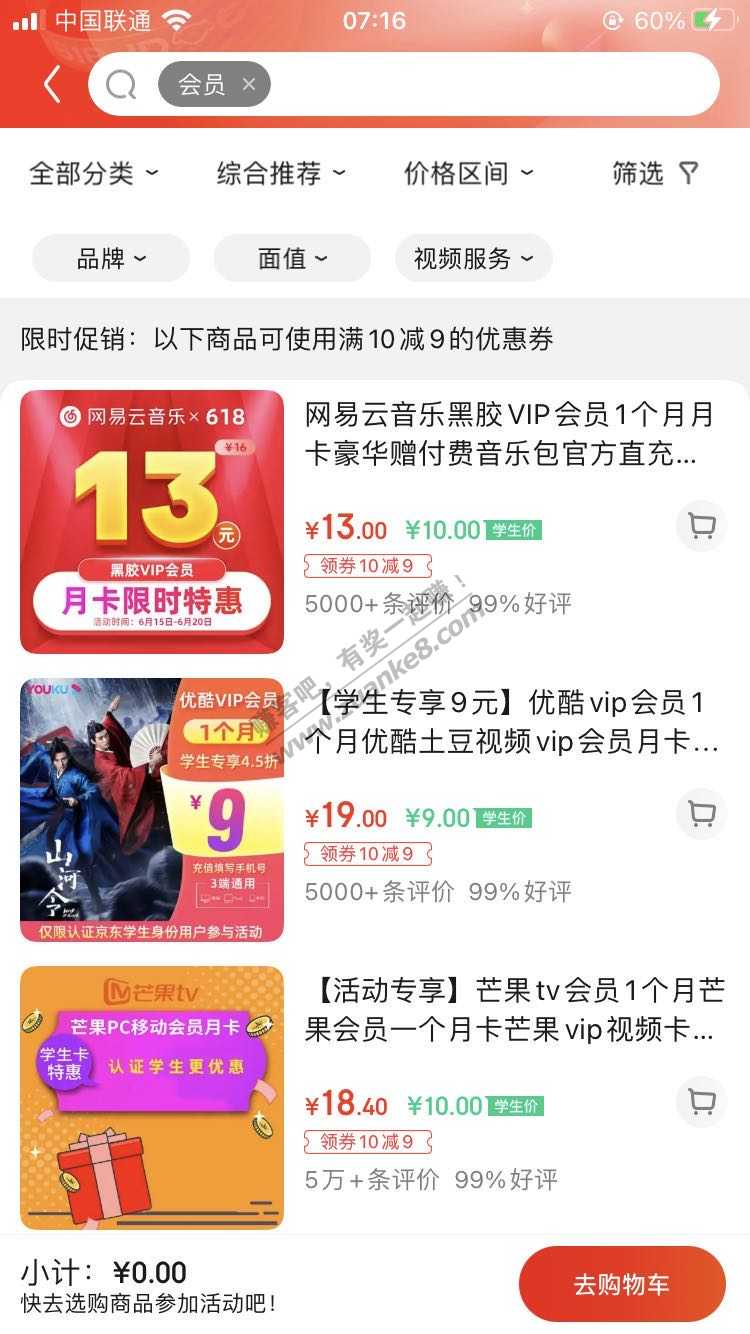 中国联通
07:16
60%
会员 ×
全部分类
综合推荐
价格区间
筛选
品牌
面值
视频服务
限时促销：以下商品可使用满10减9的优惠券
网易云音乐× 618
¥16
13
元
黑胶VIP会员
月卡限时特惠
活动时间：6月15日-6月20日
网易云音乐黑胶VIP会员1个月月
卡豪华赠付费音乐包官方直充...
¥13.00 ¥10.00 学生价
领券10减9
5000+条评价 99%好评
赚客吧，有奖一起赚！
www.zuanke8.com
YOUKU
优酷VIP会员
1个月
学生专享4.5折
¥9
充值填写手机号
3端通用
山河令
仅限认证京东学生身份用户参与活动
【学生专享9元】优酷vip会员1
个月优酷土豆视频vip会员月卡...
¥19.00 ¥9.00 学生价
领券10减9
5000+条评价 99%好评
芒果tv
芒果PC移动会员月卡
学生卡
特惠
认证学生更优惠
【活动专享】芒果tv会员1个月芒
果会员一个月卡芒果vip视频卡...
¥18.40 ¥10.00 学生价
领券10减9
5万+条评价 99%好评
小计：¥0.00
快去选购商品参加活动吧！
去购物车